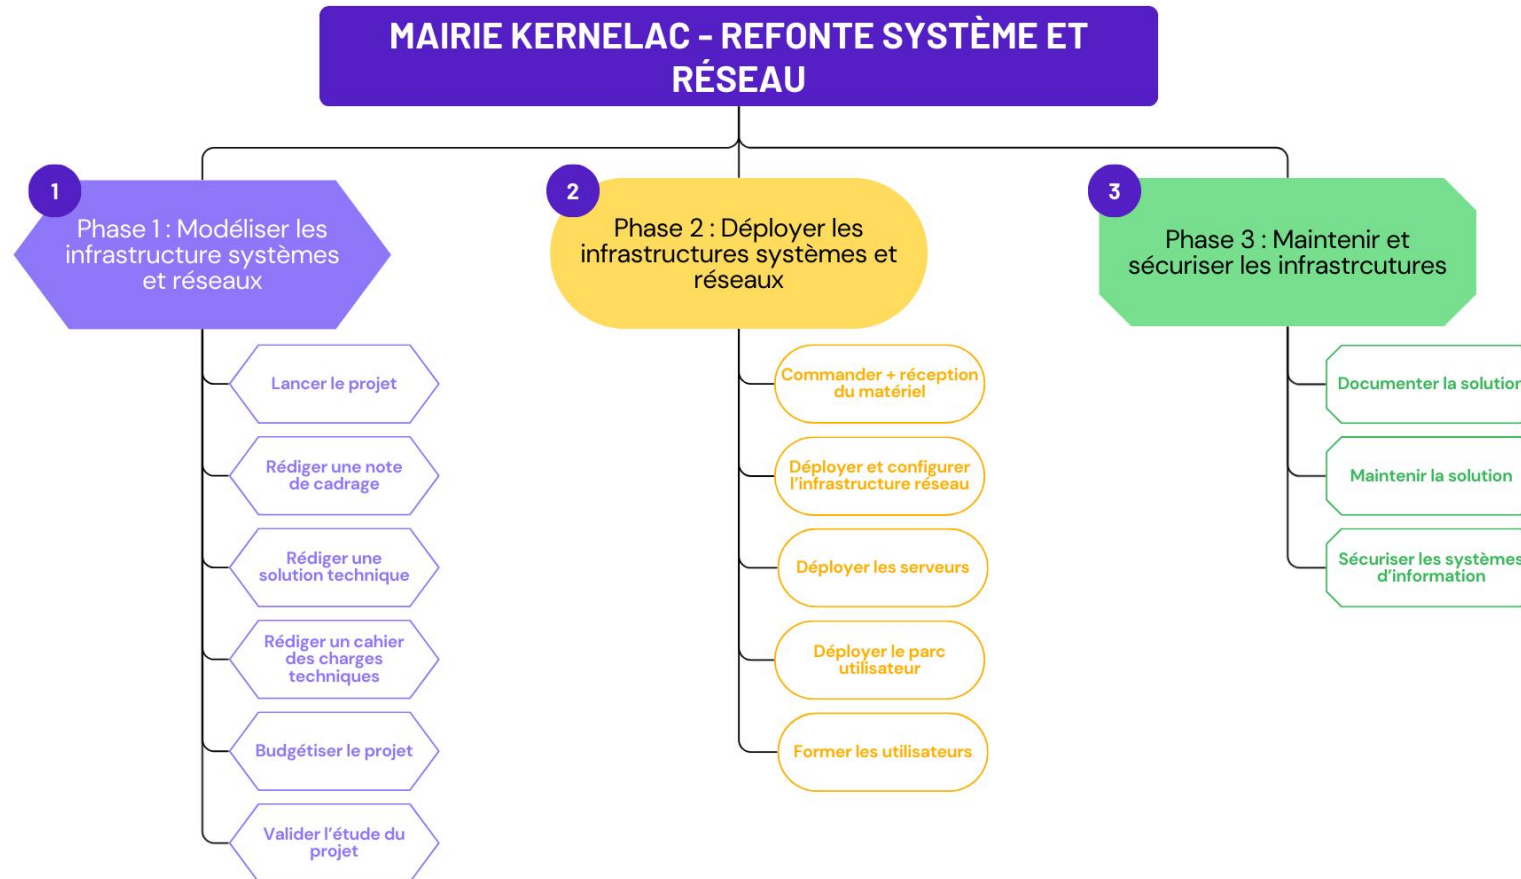 MAIRIE KERNELAC - REFONTE SYSTÈME ET
RÉSEAU
1
Phase 1 : Modéliser les
infrastructure systèmes
et réseaux
Lancer le projet
Rédiger une note
de cadrage
Rédiger une
solution technique
Rédiger un cahier
des charges
techniques
Budgétiser le projet
Valider l’étude du
projet
2
Phase 2 : Déployer les
infrastructures systèmes et
réseaux
Commander + réception
du matériel
Déployer et configurer
l’infrastructure réseau
Déployer les serveurs
Déployer le parc
utilisateur
Former les utilisateurs
3
Phase 3 : Maintenir et
sécuriser les infrastrcutures
Documenter la solution
Maintenir la solution
Sécuriser les systèmes
d’information